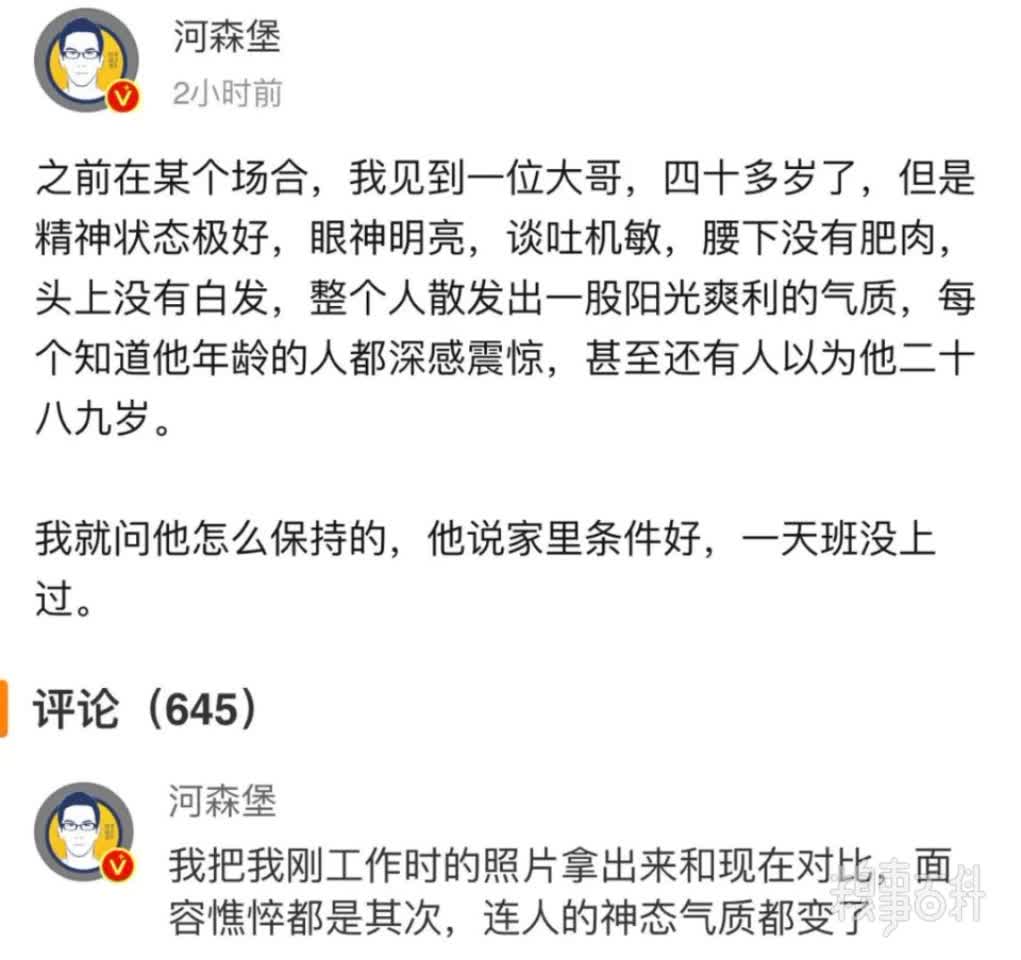 河森堡
2小时前
之前在某个场合，我见到一位大哥，四十多岁了，但是
精神状态极好，眼神明亮，谈吐机敏，腰下没有肥肉，
头上没有白发，整个人散发出一股阳光爽利的气质，每
个知道他年龄的人都深感震惊，甚至还有人以为他二十
八九岁。
我就问他怎么保持的，他说家里条件好，一天班没上
过。
评论（645）
河森堡
我把我刚工作时的照片拿出来和现在对比，面
容憔悴都是其次，连人的神态气质都变了
糗事百科